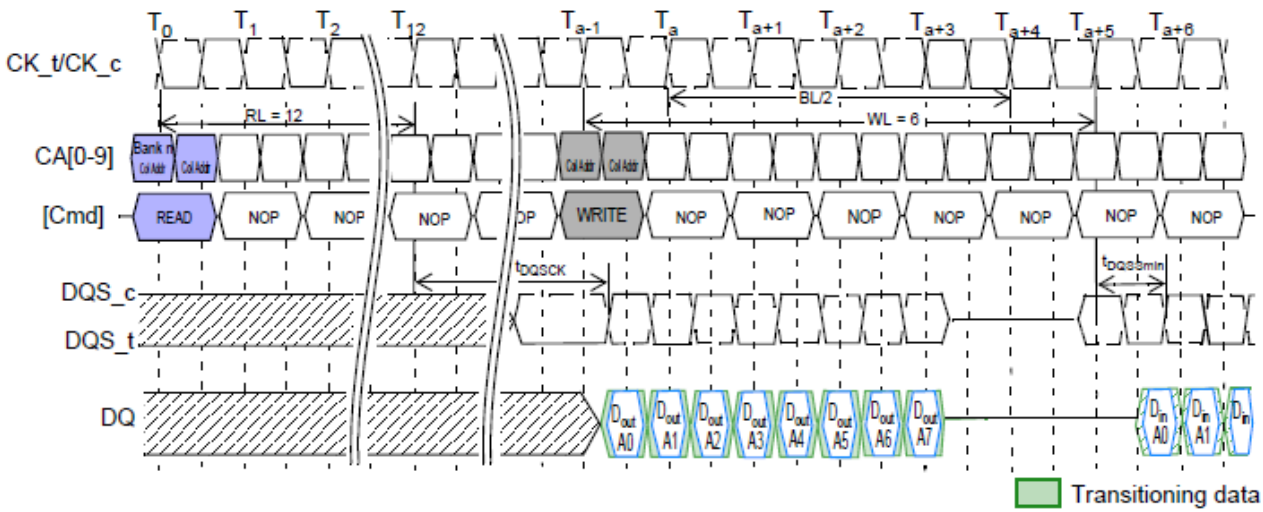 T0 T1 T2 T12 Ta-1 Ta Ta+1 Ta+2 Ta+3 Ta+4 Ta+5 Ta+6
CK_t/CK_c
BL/2
RL = 12 WL = 6
CA[0-9] Bank n Col Addr Col Addr Col Addr Col Addr
[Cmd] READ NOP NOP NOP NOP WRITE NOP NOP NOP NOP NOP NOP NOP
tDQSCK tDQSSmin
DQS_c
DQS_t
DQ Dout A0 Dout A1 Dout A2 Dout A3 Dout A4 Dout A5 Dout A6 Dout A7 Din A0 Din A1 Din
Transitioning data